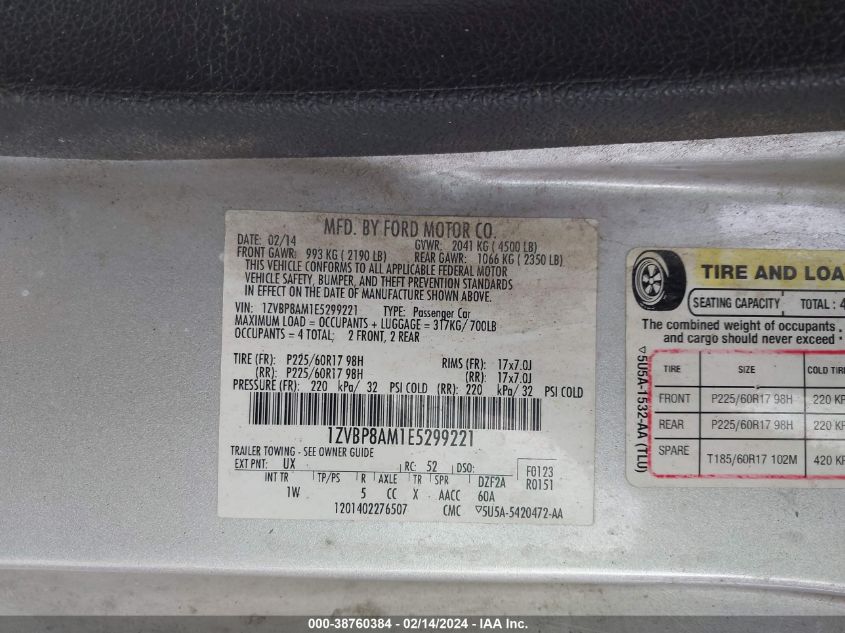 MFD. BY FORD MOTOR CO.
DATE: 02/14 GVWR: 2041 KG ( 4500 LB)
FRONT GAWR: 993 KG ( 2190 LB) REAR GAWR: 1066 KG ( 2350 LB)
THIS VEHICLE CONFORMS TO ALL APPLICABLE FEDERAL MOTOR
VEHICLE SAFETY, BUMPER, AND THEFT PREVENTION STANDARDS
IN EFFECT ON THE DATE OF MANUFACTURE SHOWN ABOVE.
VIN: 1ZVBP8AM1E5299221 TYPE: Passenger Car
MAXIMUM LOAD = OCCUPANTS + LUGGAGE = 317KG/ 700LB
OCCUPANTS = 4 TOTAL; 2 FRONT, 2 REAR
TIRE (FR): P225/60R17 98H RIMS (FR): 17x7.0J
(RR): P225/60R17 98H (RR): 17x7.0J
PRESSURE (FR): 220 kPa/ 32 PSI COLD (RR): 220 kPa/ 32 PSI COLD
1ZVBP8AM1E5299221
TRAILER TOWING - SEE OWNER GUIDE
EXT PNT: UX RC: 52 DSO: F0123
INT TR TP/PS R AXLE TR SPR DZF2A R0151
1W 5 CC X AACC 60A
1201402276507 CMC ▽5U5A-5420472-AA
TIRE AND LOA
SEATING CAPACITY TOTAL : 4
The combined weight of occupants
and cargo should never exceed
▽5U5A-1532-AA (TLU)
TIRE SIZE COLD TIR
FRONT P225/60R17 98H 220 KP
REAR P225/60R17 98H 220 KP
SPARE T185/60R17 102M 420 KP
000-38760384 - 02/14/2024 - IAA Inc.